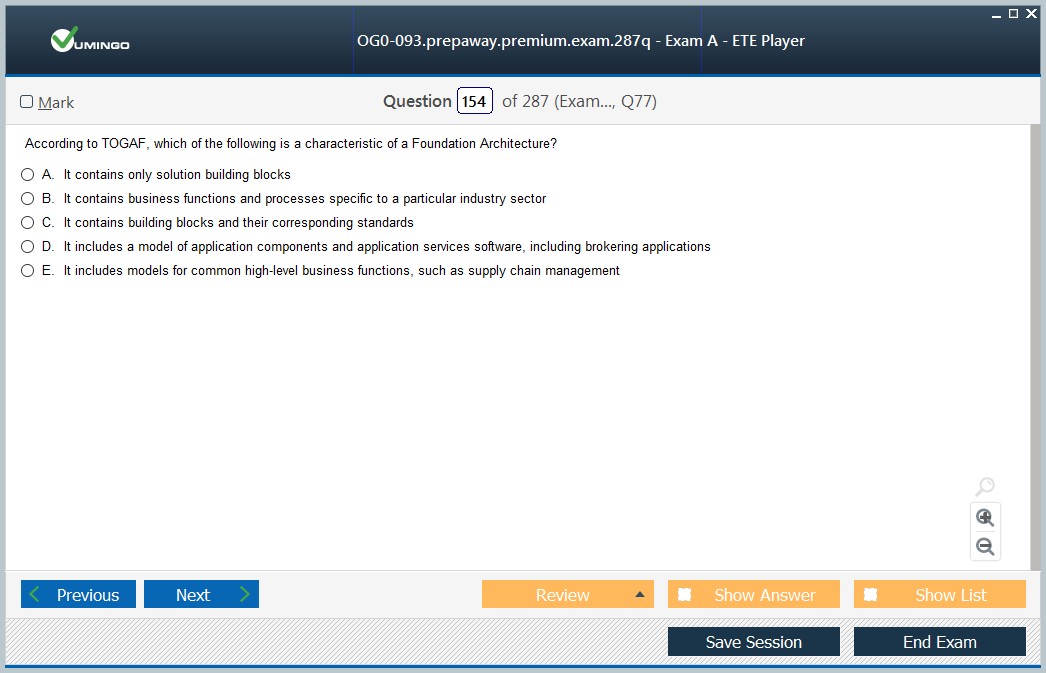 VUMINGO
OG0-093.prepaway.premium.exam.287q - Exam A - ETE Player
Mark
Question 154 of 287 (Exam..., Q77)
According to TOGAF, which of the following is a characteristic of a Foundation Architecture?
A. It contains only solution building blocks
B. It contains business functions and processes specific to a particular industry sector
C. It contains building blocks and their corresponding standards
D. It includes a model of application components and application services software, including brokering applications
E. It includes models for common high-level business functions, such as supply chain management
Previous Next Review Show Answer Show List
Save Session End Exam